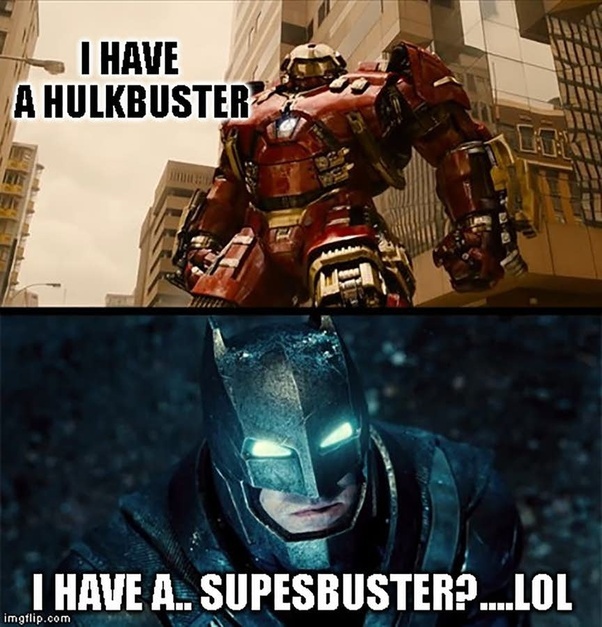 I HAVE
A HULKBUSTER
I HAVE A.. SUPESBUSTER?....LOL
imgflip.com